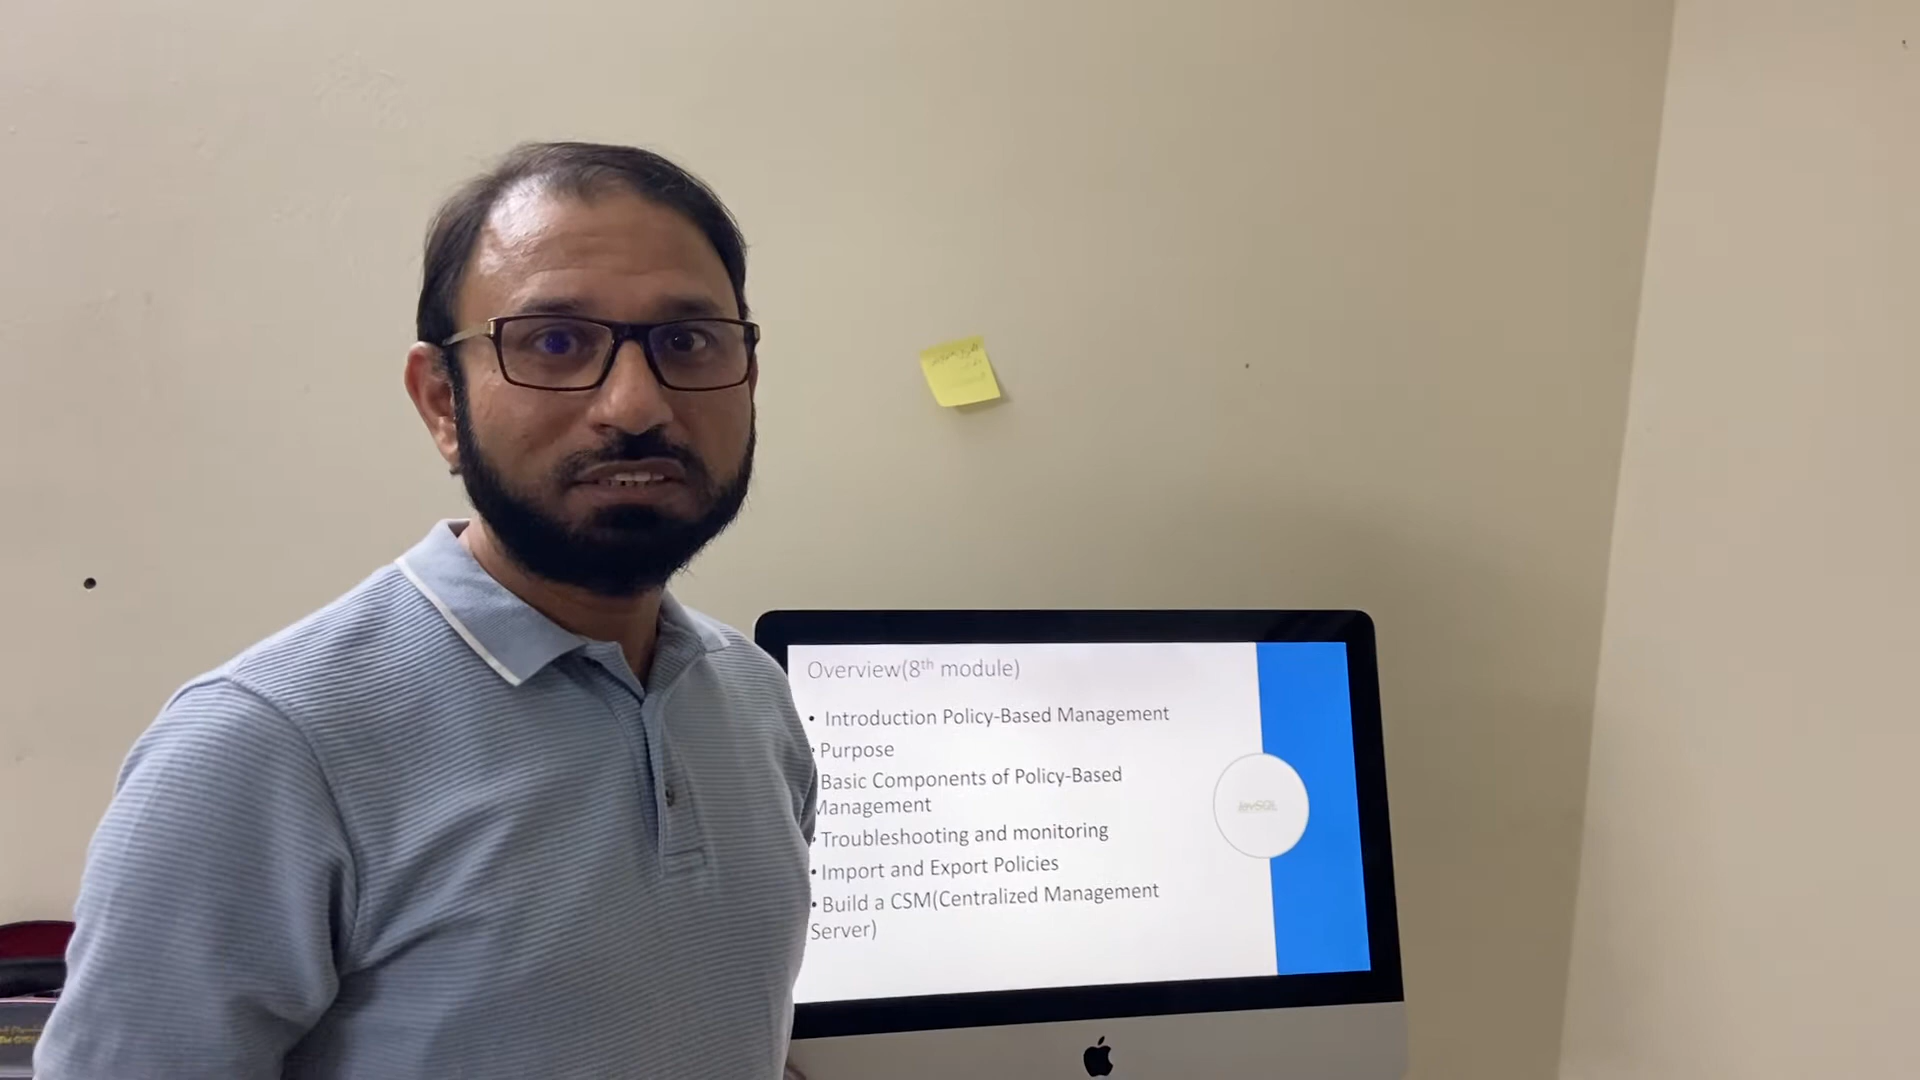 Overview(8th module)
• Introduction Policy-Based Management
• Purpose
Basic Components of Policy-Based
Management
• Troubleshooting and monitoring
• Import and Export Policies
• Build a CSM(Centralized Management
Server)